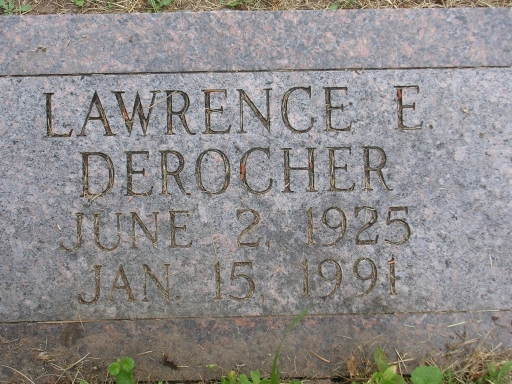 LAWRENCE E.
DEROCHER
JUNE 2, 1925
JAN. 15, 1991